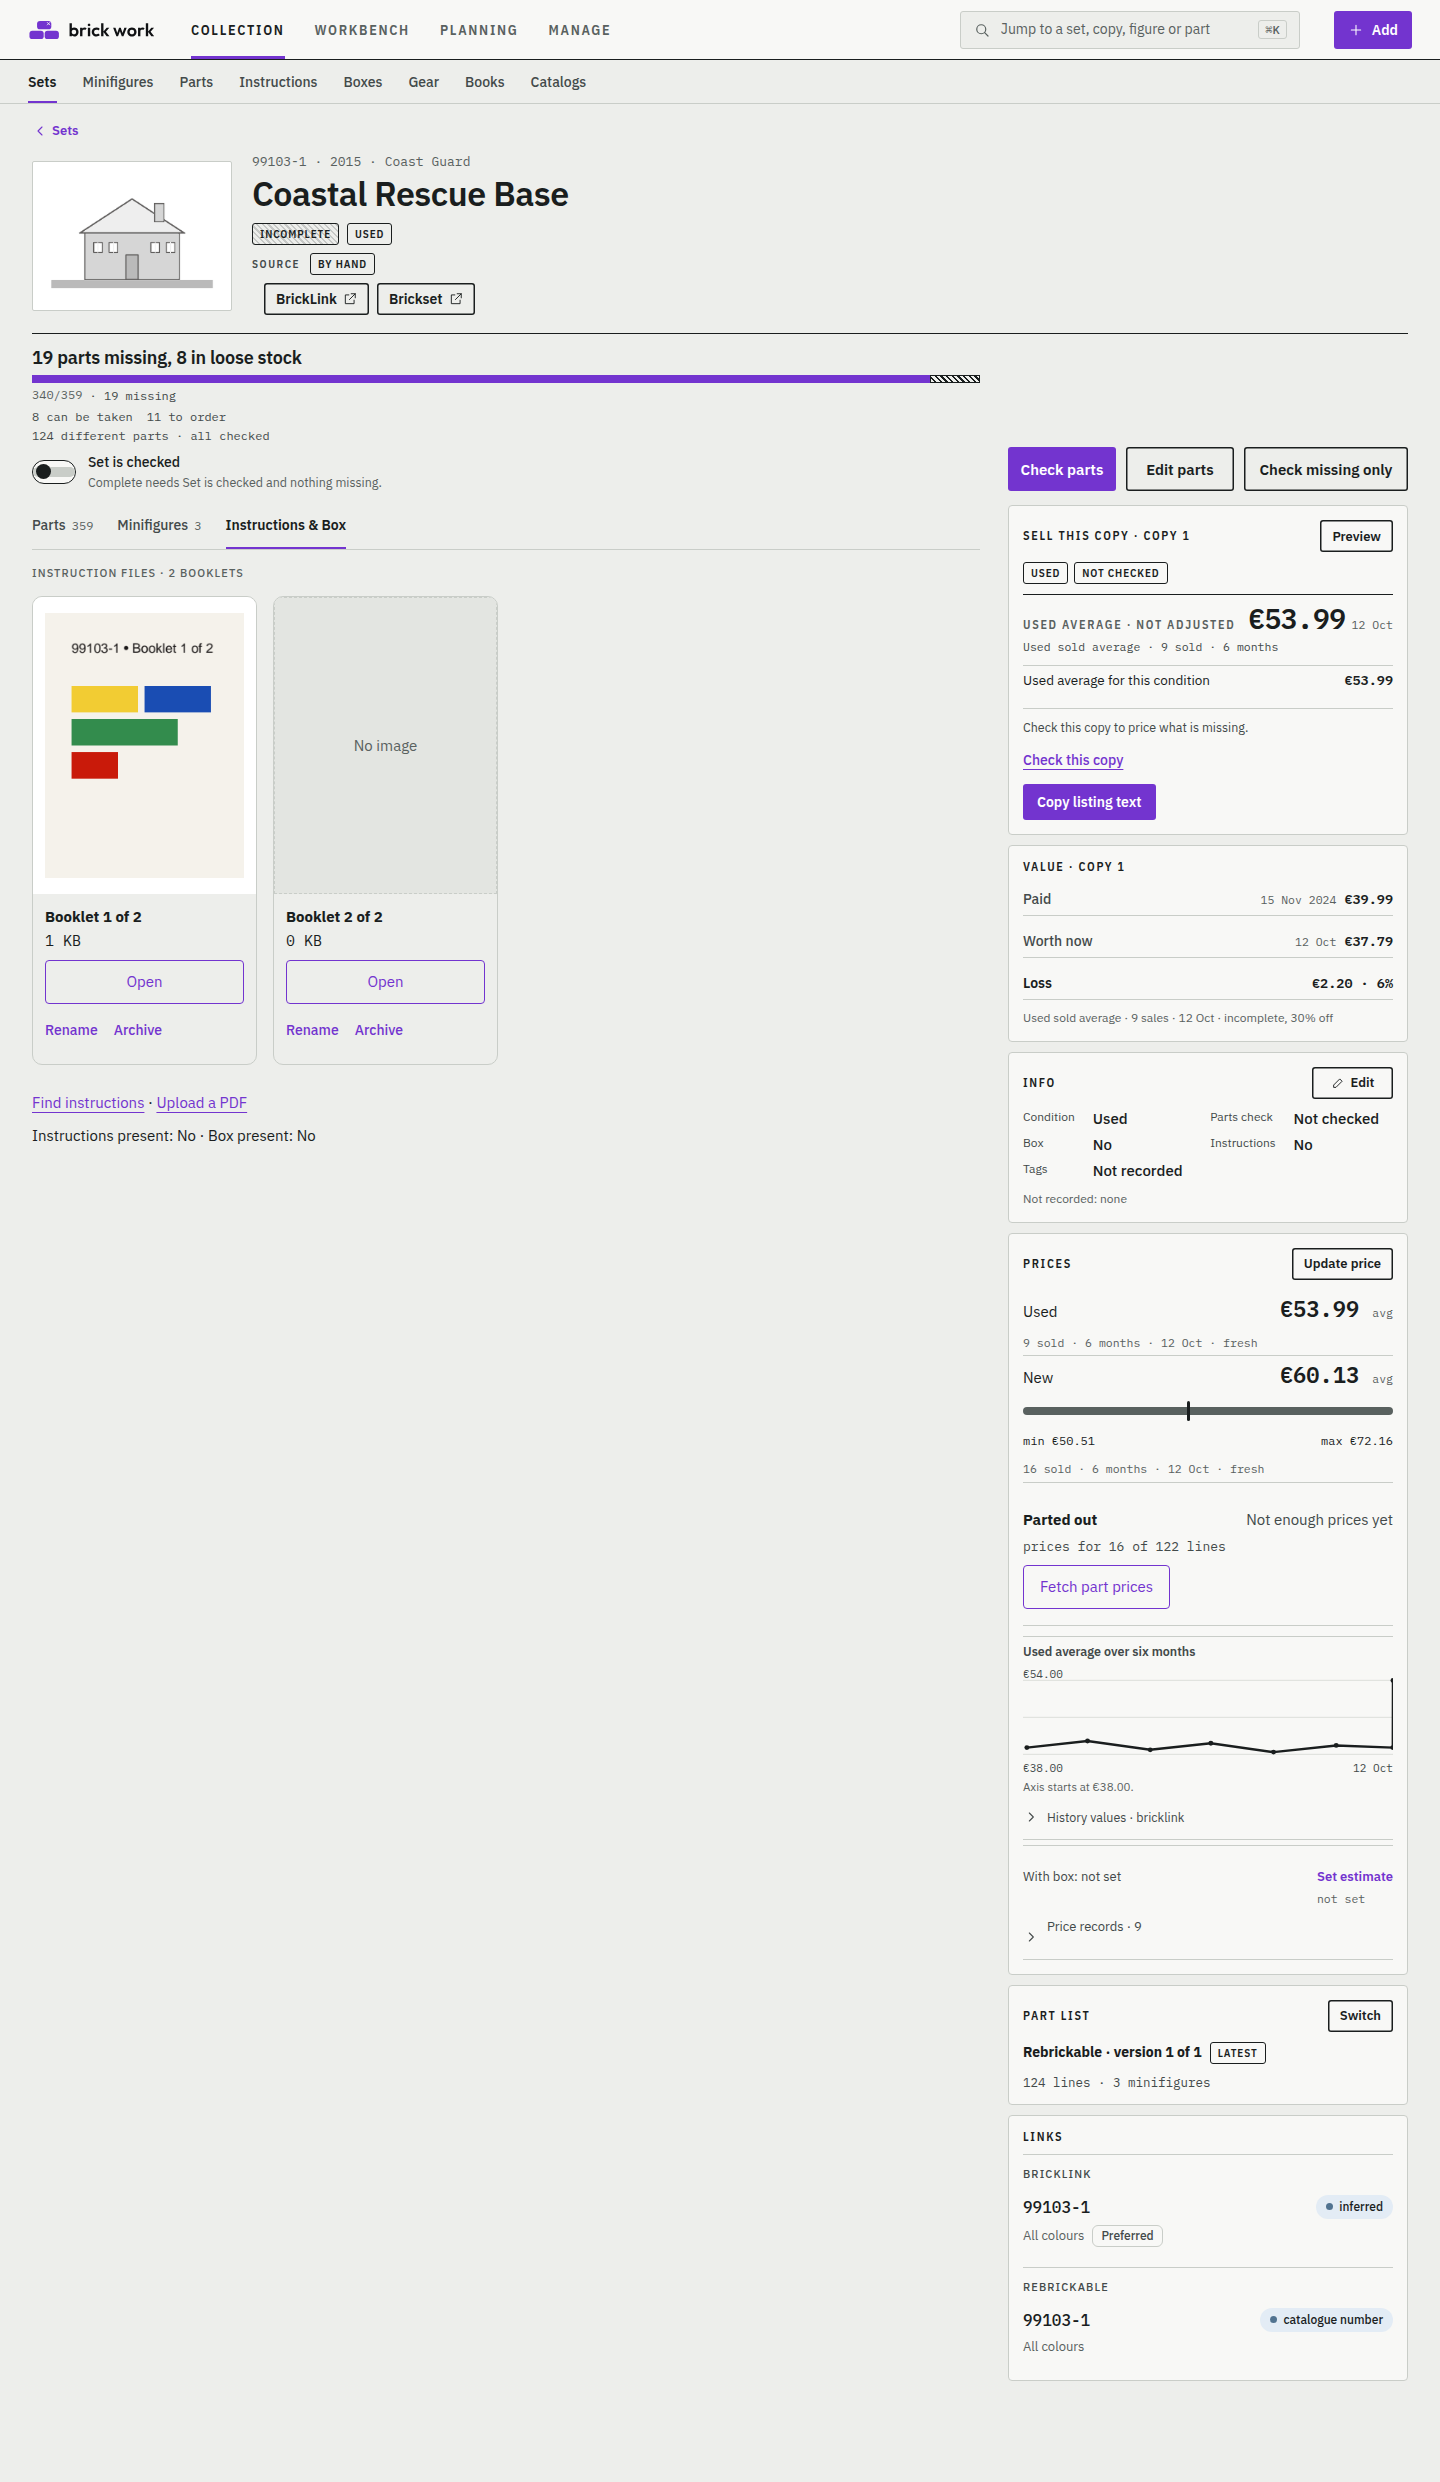 brick work
COLLECTION WORKBENCH PLANNING MANAGE
Jump to a set, copy, figure or part ⌘K
+ Add
Sets Minifigures Parts Instructions Boxes Gear Books Catalogs
Sets
99103-1 · 2015 · Coast Guard
Coastal Rescue Base
INCOMPLETE USED
SOURCE BY HAND
BrickLink Brickset
19 parts missing, 8 in loose stock
340/359 · 19 missing
8 can be taken 11 to order
124 different parts · all checked
Set is checked
Complete needs Set is checked and nothing missing.
Parts 359 Minifigures 3 Instructions & Box
INSTRUCTION FILES · 2 BOOKLETS
99103-1 • Booklet 1 of 2
Booklet 1 of 2
1 KB
Open
Rename Archive
No image
Booklet 2 of 2
0 KB
Open
Rename Archive
Find instructions · Upload a PDF
Instructions present: No · Box present: No
Check parts Edit parts Check missing only
SELL THIS COPY · COPY 1 Preview
USED NOT CHECKED
USED AVERAGE · NOT ADJUSTED €53.99 12 Oct
Used sold average · 9 sold · 6 months
Used average for this condition €53.99
Check this copy to price what is missing.
Check this copy
Copy listing text
VALUE · COPY 1
Paid 15 Nov 2024 €39.99
Worth now 12 Oct €37.79
Loss €2.20 · 6%
Used sold average · 9 sales · 12 Oct · incomplete, 30% off
INFO Edit
Condition Used Parts check Not checked
Box No Instructions No
Tags Not recorded
Not recorded: none
PRICES Update price
Used €53.99 avg
9 sold · 6 months · 12 Oct · fresh
New €60.13 avg
min €50.51 max €72.16
16 sold · 6 months · 12 Oct · fresh
Parted out Not enough prices yet
prices for 16 of 122 lines
Fetch part prices
Used average over six months
€54.00
€38.00 12 Oct
Axis starts at €38.00.
History values · bricklink
With box: not set Set estimate
not set
Price records · 9
PART LIST Switch
Rebrickable · version 1 of 1 LATEST
124 lines · 3 minifigures
LINKS
BRICKLINK
99103-1 inferred
All colours Preferred
REBRICKABLE
99103-1 catalogue number
All colours